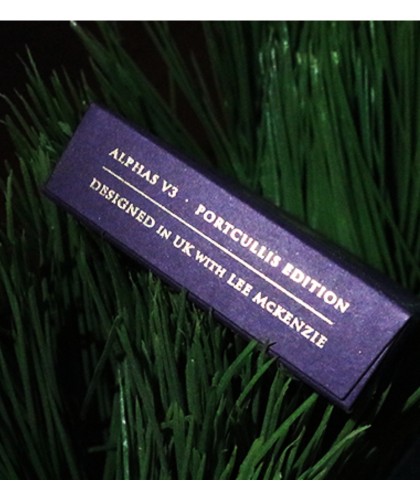 ALPHAS V3 · PORTCULLIS EDITION
DESIGNED IN UK WITH LEE MCKENZIE